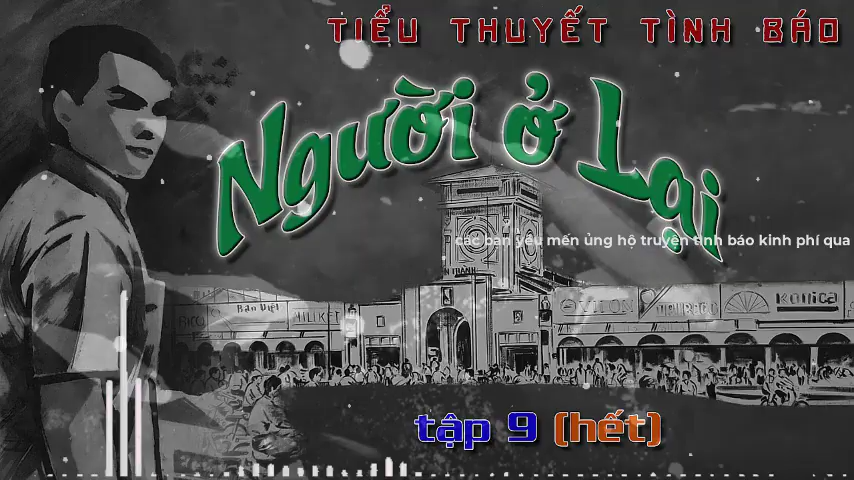 TIỂU THUYẾT TÌNH BÁO
Người ở Lại
các bạn yêu mến ủng hộ truyện tình báo kinh phí qua
Bảo Việt
RICO
konica
tập 9 (hết)